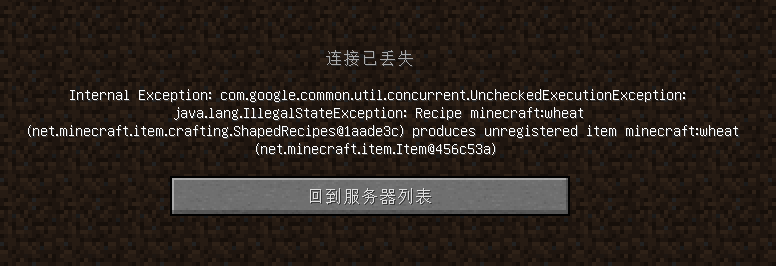 连接已丢失
Internal Exception: com.google.common.util.concurrent.UncheckedExecutionException:
java.lang.IllegalStateException: Recipe minecraft:wheat
(net.minecraft.item.crafting.ShapedRecipes@1aade3c) produces unregistered item minecraft:wheat
(net.minecraft.item.Item@456c53a)
回到服务器列表